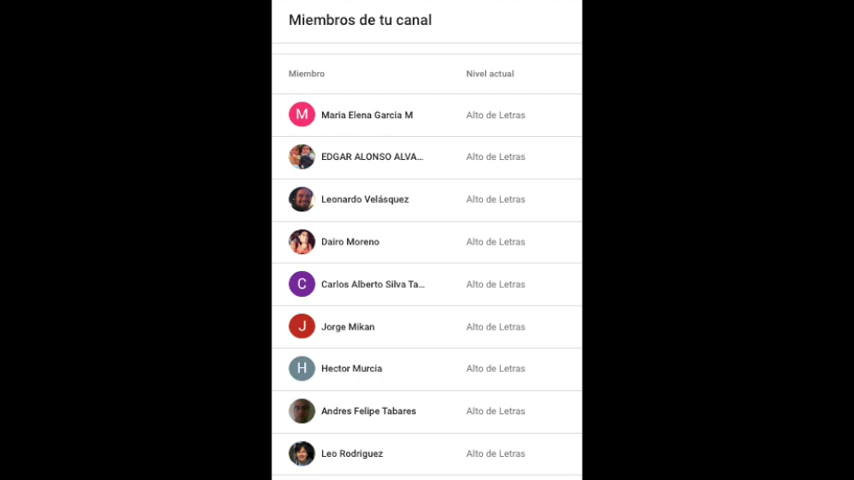 Miembros de tu canal
Miembro Nivel actual
M Maria Elena Garcia M Alto de Letras
EDGAR ALONSO ALVA... Alto de Letras
Leonardo Velásquez Alto de Letras
Dairo Moreno Alto de Letras
C Carlos Alberto Silva Ta... Alto de Letras
J Jorge Mikan Alto de Letras
H Hector Murcia Alto de Letras
Andres Felipe Tabares Alto de Letras
Leo Rodriguez Alto de Letras